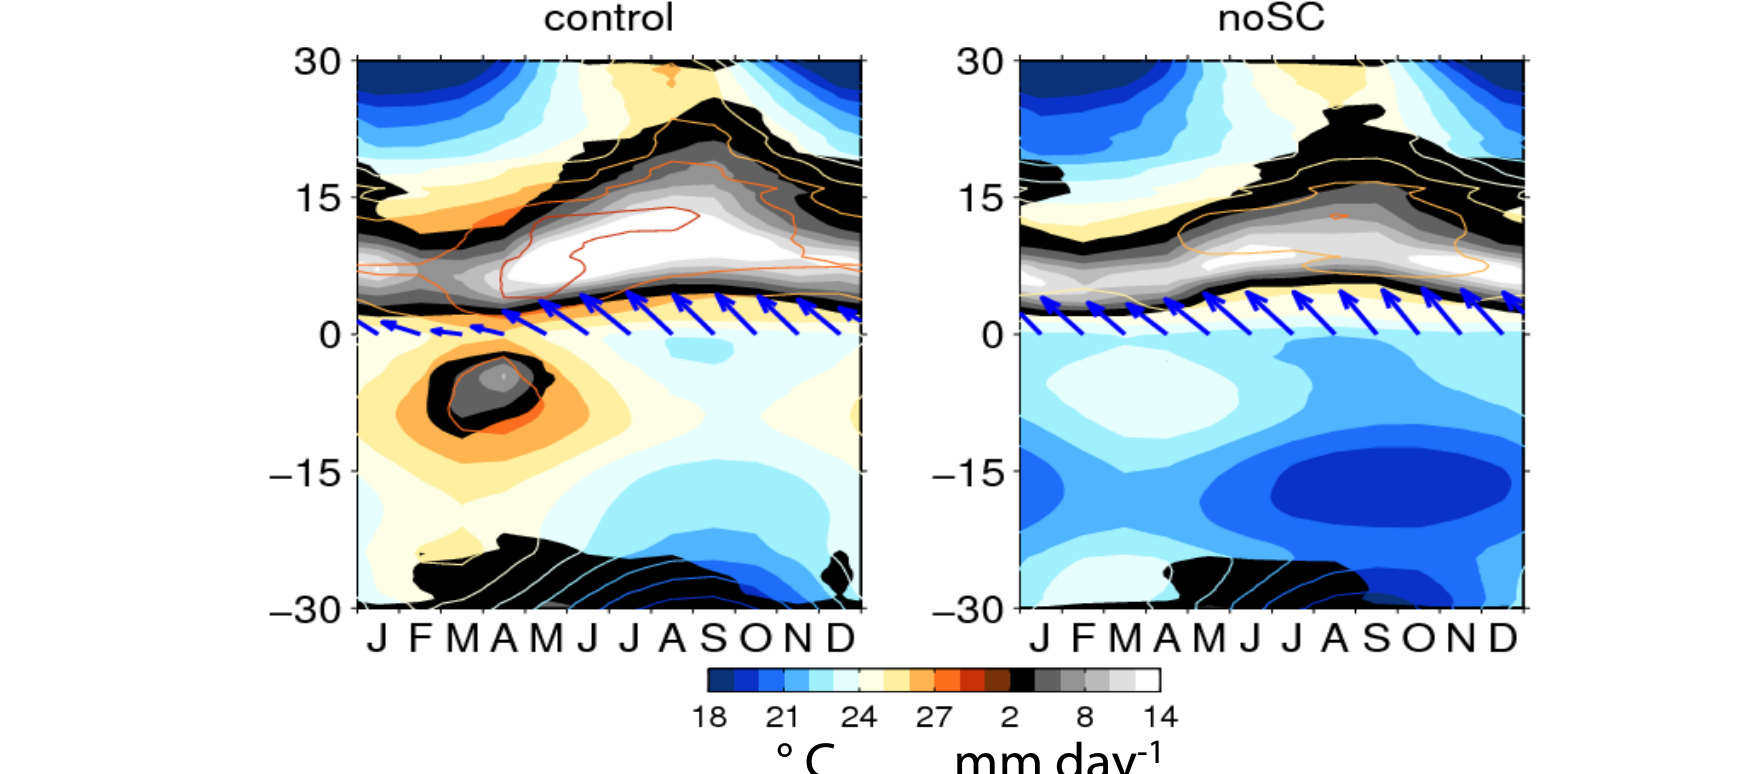 control noSC
30 30
15 15
0 0
−15 −15
−30 −30
J F M A M J J A S O N D J F M A M J J A S O N D
18 21 24 27 2 8 14
° C mm day-1